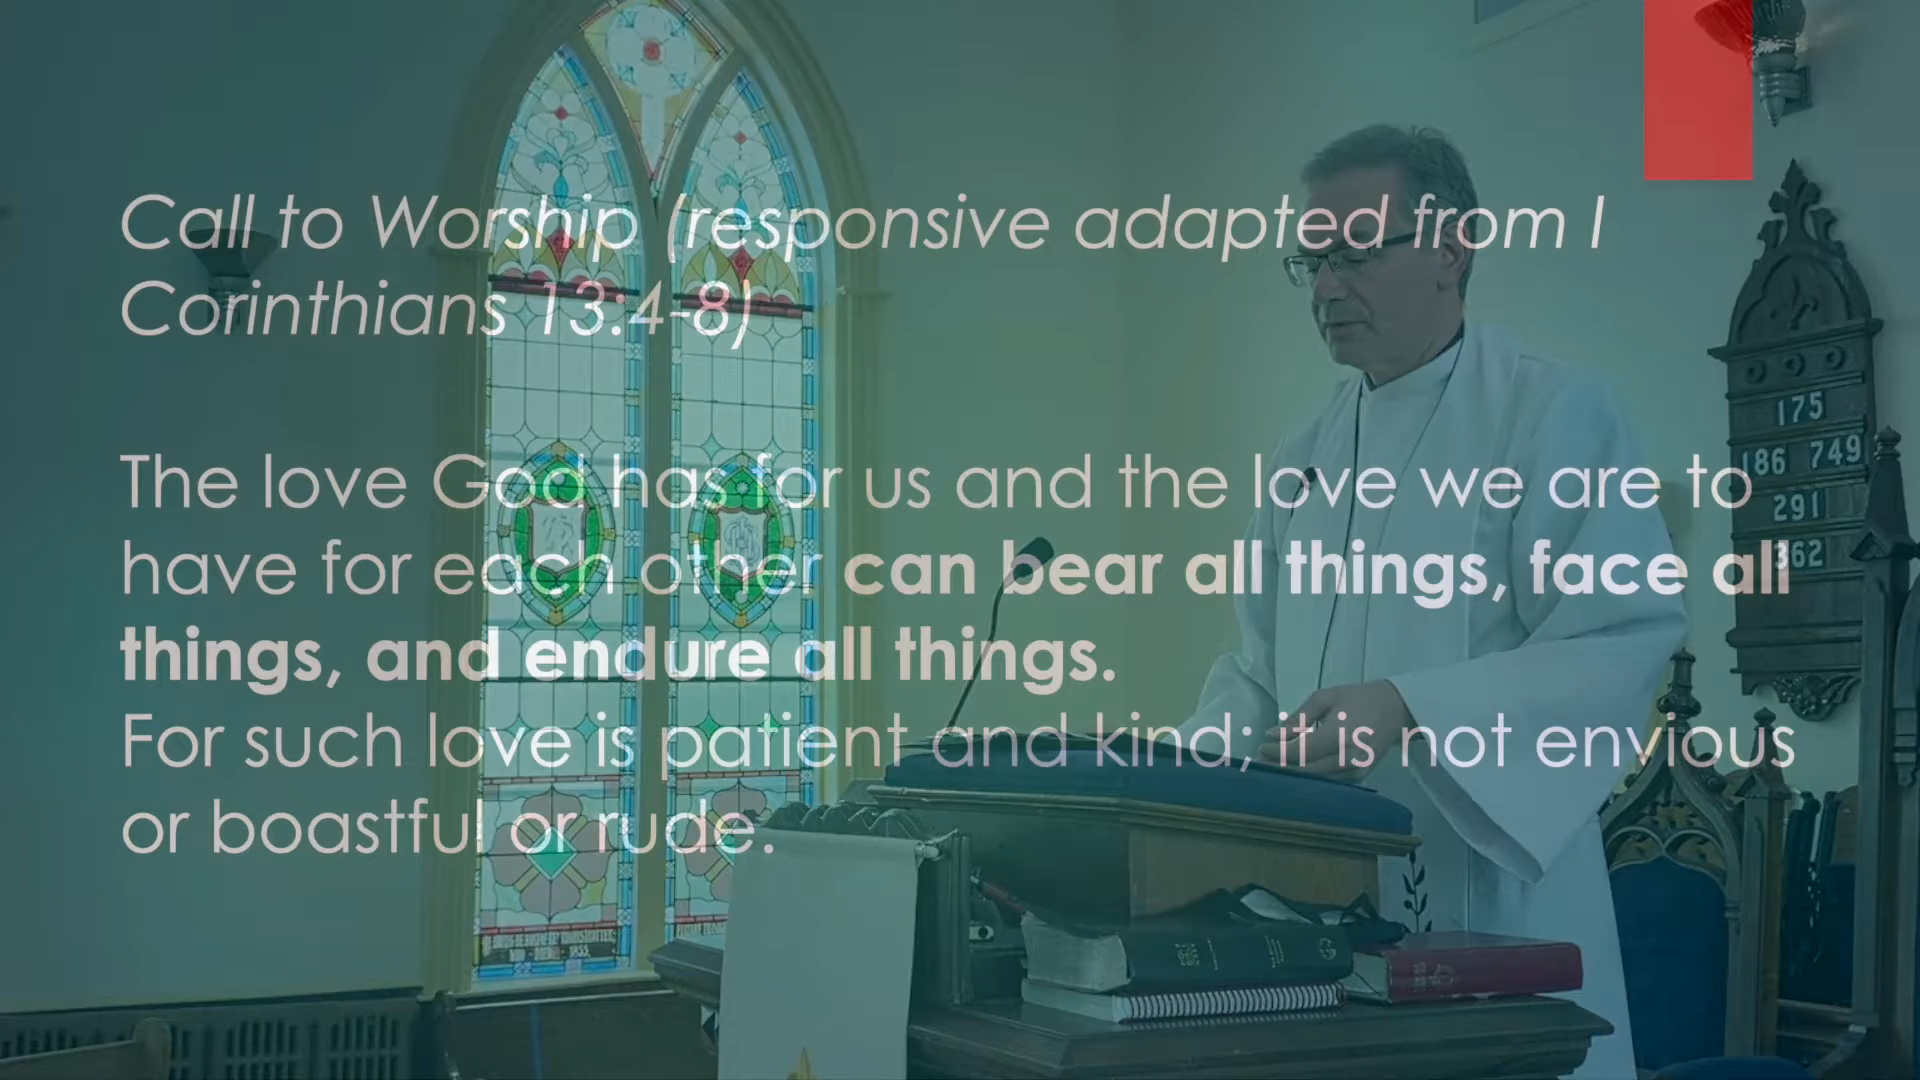 Call to Worship (responsive adapted from I
Corinthians 13:4-8)
The love God has for us and the love we are to
have for each other can bear all things, face all
things, and endure all things.
For such love is patient and kind; it is not envious
or boastful or rude.
175
186 749
291
362